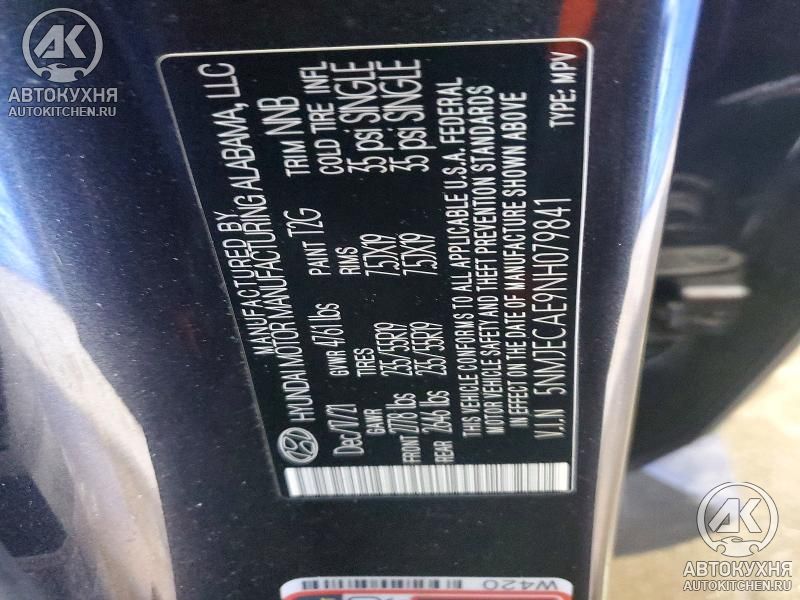 АВТОКУХНЯ
AUTOKITCHEN.RU
MANUFACTURED BY
HYUNDAI MOTOR MANUFACTURING ALABAMA, LLC
Dec/17/21 GVWR 4761 lbs PAINT T2G TRIM NNB
GAWR TIRES RIMS COLD TIRE INFL
FRONT 2778 lbs 235/55R19 7.5JX19 35 psi SINGLE
REAR 2646 lbs 235/55R19 7.5JX19 35 psi SINGLE
THIS VEHICLE CONFORMS TO ALL APPLICABLE U.S.A. FEDERAL
MOTOR VEHICLE SAFETY AND THEFT PREVENTION STANDARDS
IN EFFECT ON THE DATE OF MANUFACTURE SHOWN ABOVE
V.I.N 5NMJECAE9NH079841 TYPE: MPV
W420
АВТОКУХНЯ
AUTOKITCHEN.RU